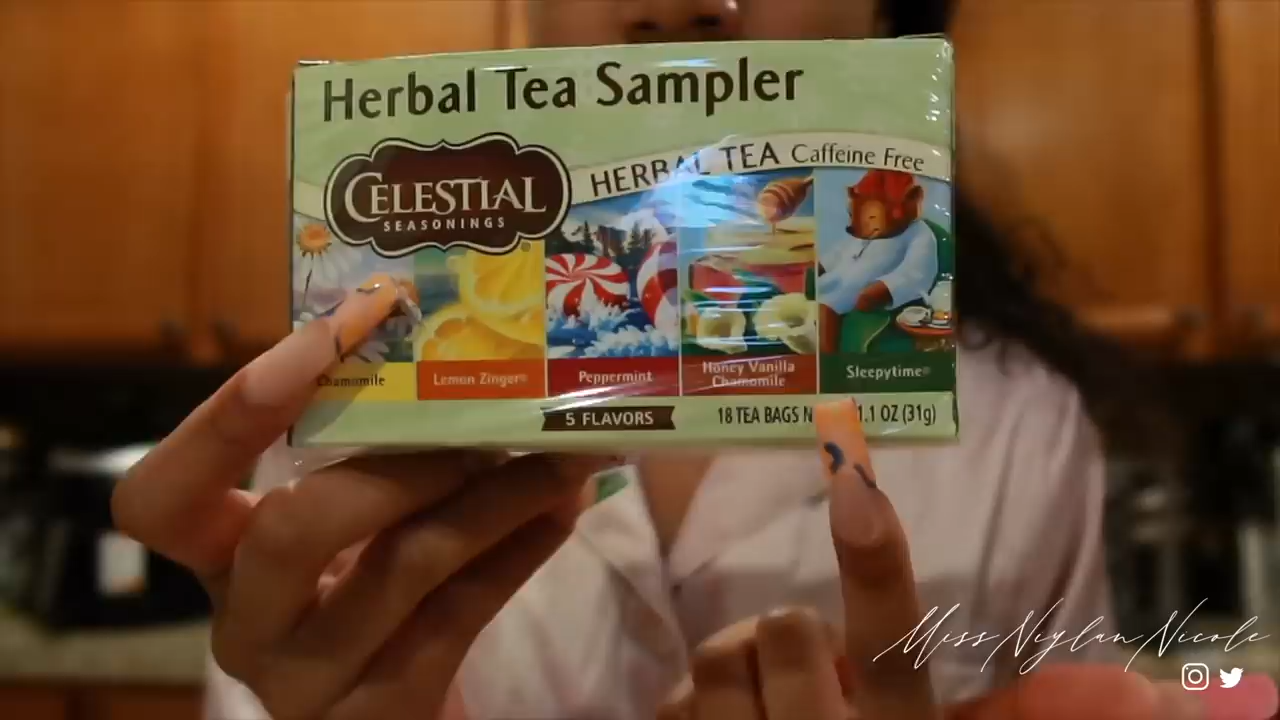 Herbal Tea Sampler
CELESTIAL
SEASONINGS
HERBAL TEA Caffeine Free
Chamomile
Lemon Zinger®
Peppermint
Honey Vanilla
Chamomile
Sleepytime®
5 FLAVORS
18 TEA BAGS N 1.1 OZ (31g)
Miss Neylan Nicole